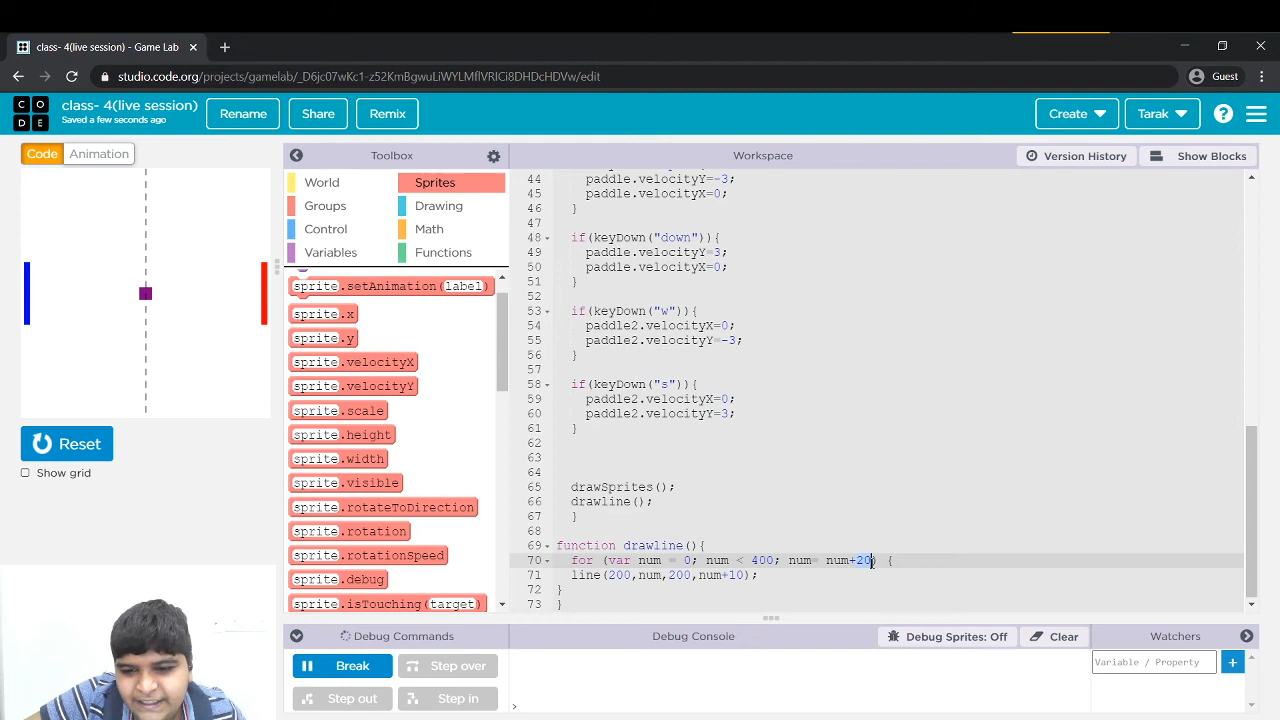 class- 4(live session) - Game Lab
studio.code.org/projects/gamelab/_D6jc07wKc1-z52KmBgwuLiWYLMflVRICi8DHDcHDVw/edit
Guest
C O D E
class- 4(live session)
Saved a few seconds ago
Rename
Share
Remix
Create
Tarak
?
Code
Animation
Toolbox
Workspace
Version History
Show Blocks
World
Sprites
Groups
Drawing
Control
Math
Variables
Functions
sprite.setAnimation(label)
sprite.x
sprite.y
sprite.velocityX
sprite.velocityY
sprite.scale
sprite.height
sprite.width
sprite.visible
sprite.rotateToDirection
sprite.rotation
sprite.rotationSpeed
sprite.debug
sprite.isTouching(target)
44 paddle.velocityY=-3;
45 paddle.velocityX=0;
46 }
47
48 if(keyDown("down")){
49 paddle.velocityY=3;
50 paddle.velocityX=0;
51 }
52
53 if(keyDown("w")){
54 paddle2.velocityX=0;
55 paddle2.velocityY=-3;
56 }
57
58 if(keyDown("s")){
59 paddle2.velocityX=0;
60 paddle2.velocityY=3;
61 }
62
63
64
65 drawSprites();
66 drawline();
67 }
68
69 function drawline(){
70 for (var num = 0; num < 400; num= num+20) {
71 line(200,num,200,num+10);
72 }
73 }
Reset
Show grid
Debug Commands
Debug Console
Debug Sprites: Off
Clear
Watchers
Break
Step over
Step out
Step in
Variable / Property
+
>